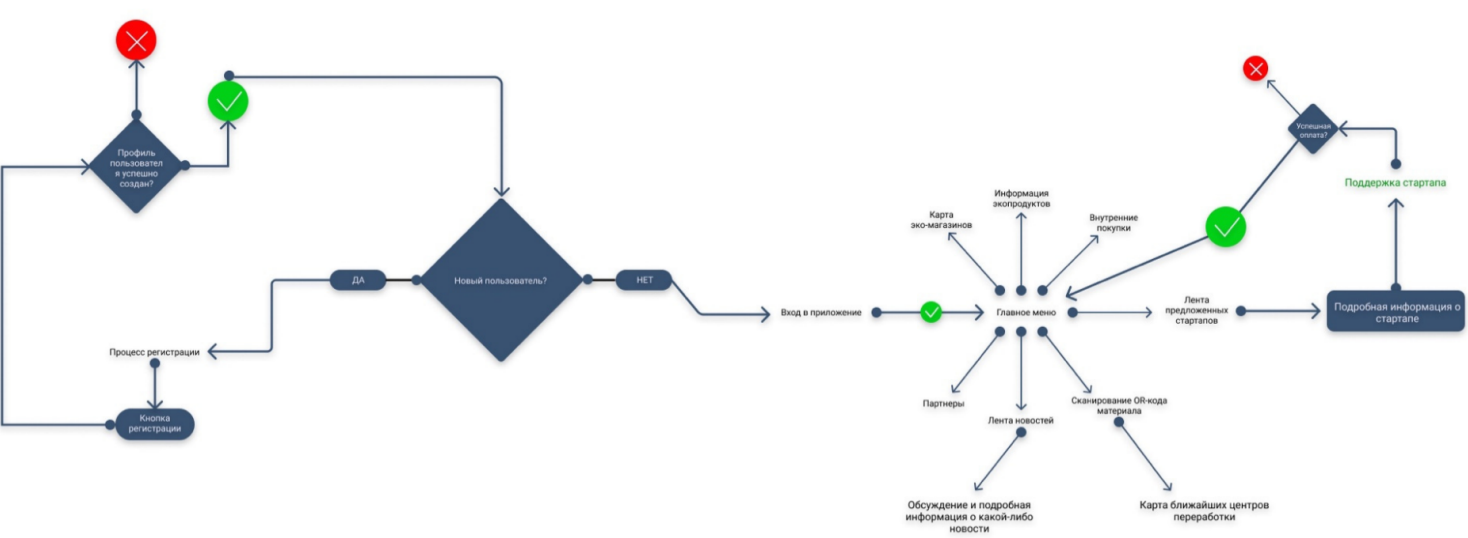 Профиль
пользовател
я успешно
создан?
Новый пользователь?
ДА
НЕТ
Процесс регистрации
Кнопка
регистрации
Вход в приложение
Главное меню
Карта
эко-магазинов
Информация
экопродуктов
Внутренние
покупки
Лента
предложенных
стартапов
Подробная информация о
стартапе
Поддержка стартапа
Успешная
оплата?
Партнеры
Лента новостей
Сканирование QR-кода
материала
Обсуждение и подробная
информация о какой-либо
новости
Карта ближайших центров
переработки